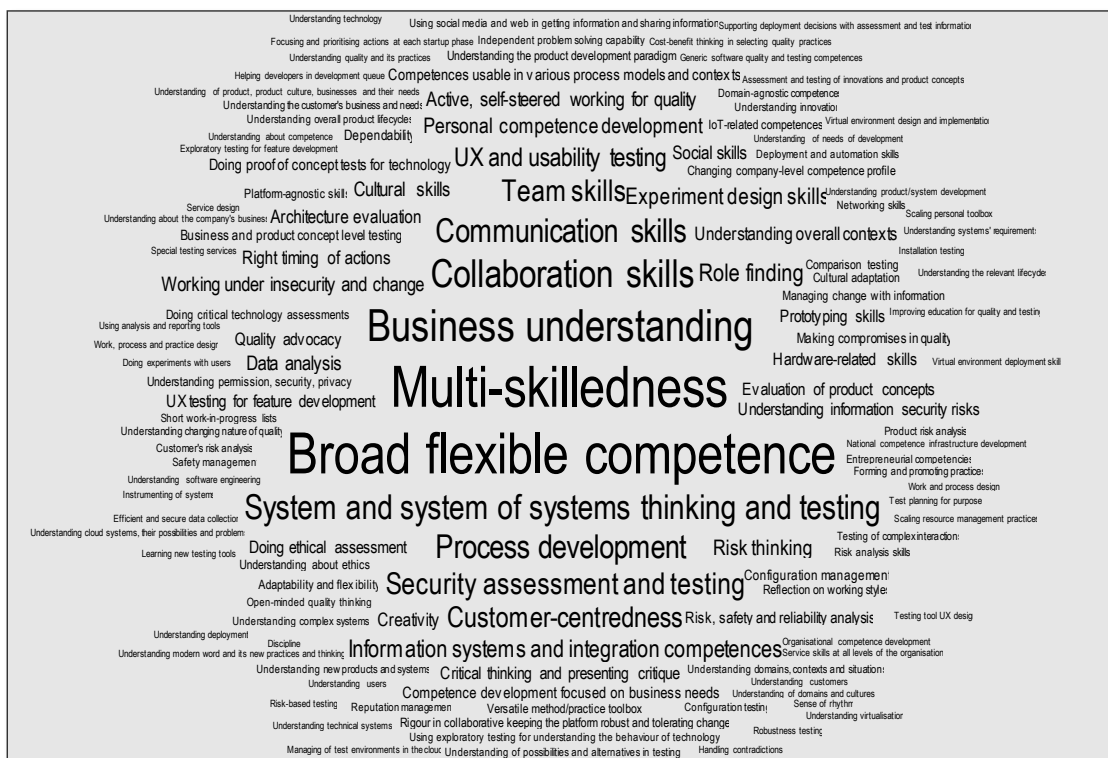 Understanding technology
Using social media and web in getting information and sharing information
Supporting deployment decisions with assessment and test information
Focusing and prioritising actions at each startup phase
Independent problem solving capability
Cost-benefit thinking in selecting quality practices
Understanding quality and its practices
Understanding the product development paradigm
Generic software quality and testing competences
Helping developers in development queue
Competences usable in various process models and contexts
Assessment and testing of innovations and product concepts
Understanding of product, product culture, businesses and their needs
Active, self-steered working for quality
Domain-agnostic competences
Understanding the customer's business and needs
Understanding innovation
Understanding overall product lifecycles
Personal competence development
IoT-related competences
Virtual environment design and implementation
Understanding about competence
Dependability
Understanding of needs of development
Exploratory testing for feature development
UX and usability testing
Social skills
Deployment and automation skills
Doing proof of concept tests for technology
Changing company-level competence profile
Platform-agnostic skills
Cultural skills
Team skills
Experiment design skills
Understanding product/system development
Networking skills
Service design
Understanding about the company's business
Architecture evaluation
Scaling personal toolbox
Business and product concept level testing
Communication skills
Understanding overall contexts
Understanding systems' requirements
Special testing services
Right timing of actions
Installation testing
Working under insecurity and change
Collaboration skills
Role finding
Comparison testing
Cultural adaptation
Understanding the relevant lifecycle
Managing change with information
Doing critical technology assessments
Business understanding
Prototyping skills
Improving education for quality and testing
Using analysis and reporting tools
Quality advocacy
Making compromises in quality
Work, process and practice design
Doing experiments with users
Data analysis
Hardware-related skills
Virtual environment deployment skill
Understanding permission, security, privacy
Multi-skilledness
Evaluation of product concepts
UX testing for feature development
Understanding information security risks
Short work-in-progress lists
Understanding changing nature of quality
Product risk analysis
Customer's risk analysis
Broad flexible competence
National competence infrastructure development
Safety management
Entrepreneurial competencies
Forming and promoting practices
Understanding software engineering
Work and process design
Instrumenting of systems
System and system of systems thinking and testing
Test planning for purpose
Efficient and secure data collection
Scaling resource management practices
Understanding cloud systems, their possibilities and problems
Testing of complex interactions
Learning new testing tools
Doing ethical assessment
Process development
Risk thinking
Risk analysis skills
Understanding about ethics
Adaptability and flexibility
Security assessment and testing
Configuration management
Reflection on working styles
Open-minded quality thinking
Understanding complex systems
Creativity
Customer-centredness
Risk, safety and reliability analysis
Testing tool UX design
Understanding deployment
Discipline
Organisational competence development
Understanding modern word and its new practices and thinking
Information systems and integration competences
Service skills at all levels of the organisation
Understanding new products and systems
Critical thinking and presenting critique
Understanding domains, contexts and situations
Understanding users
Understanding customers
Competence development focused on business needs
Understanding of domains and cultures
Risk-based testing
Reputation management
Versatile method/practice toolbox
Configuration testing
Sense of rhythm
Understanding virtualisation
Understanding technical systems
Rigour in collaborative keeping the platform robust and tolerating change
Robustness testing
Using exploratory testing for understanding the behaviour of technology
Managing of test environments in the cloud
Understanding of possibilities and alternatives in testing
Handling contradictions